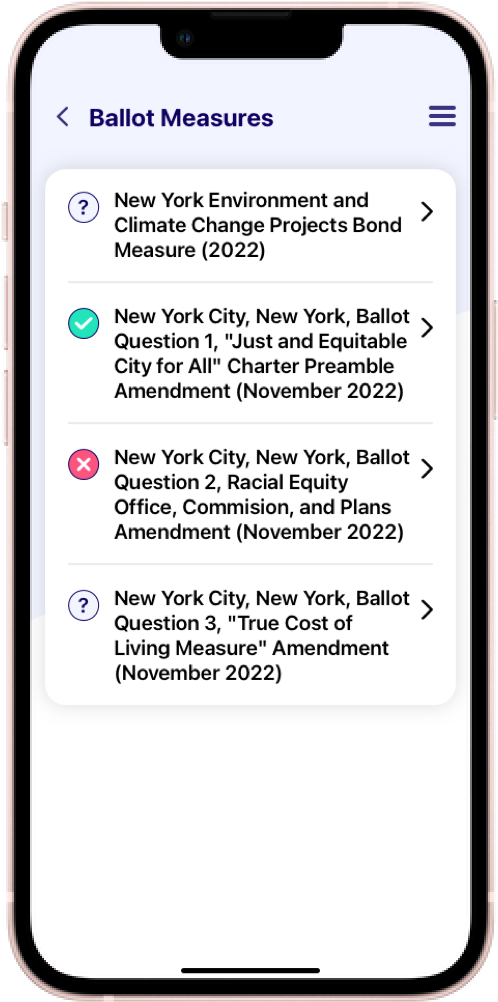 Ballot Measures
?
New York Environment and
Climate Change Projects Bond
Measure (2022)
New York City, New York, Ballot
Question 1, "Just and Equitable
City for All" Charter Preamble
Amendment (November 2022)
New York City, New York, Ballot
Question 2, Racial Equity
Office, Commision, and Plans
Amendment (November 2022)
?
New York City, New York, Ballot
Question 3, "True Cost of
Living Measure" Amendment
(November 2022)